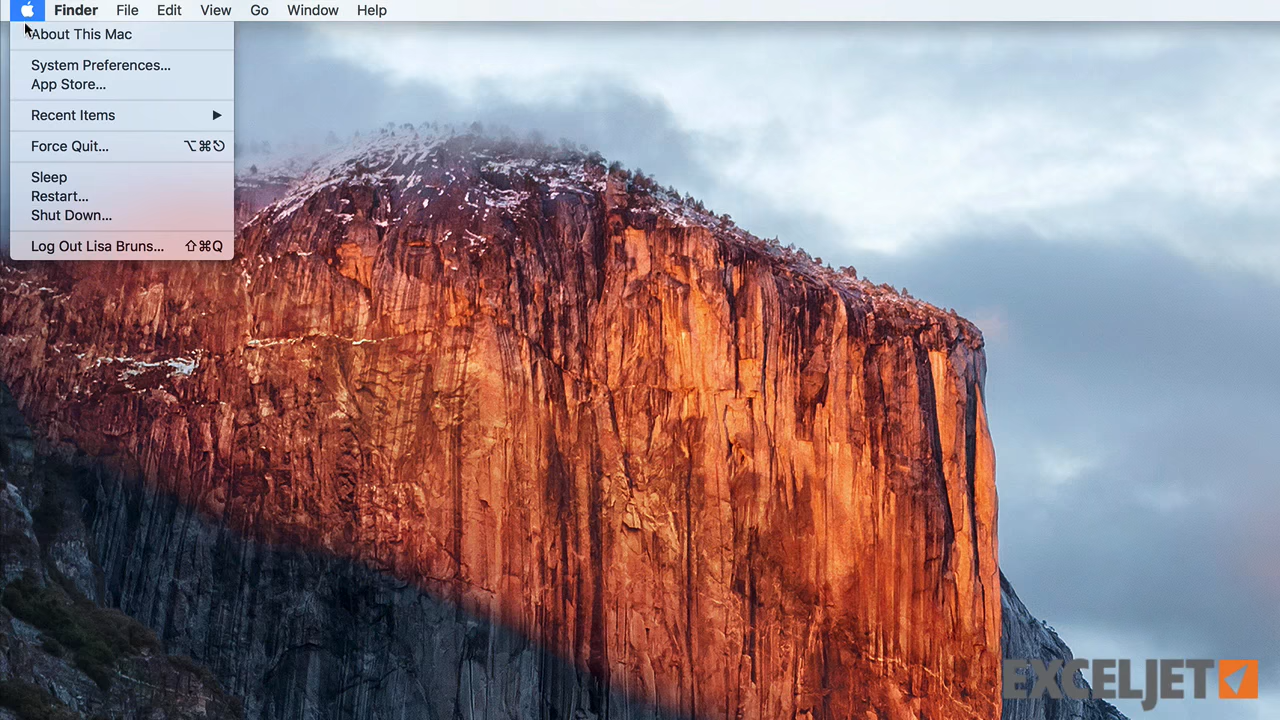 Finder File Edit View Go Window Help
About This Mac
System Preferences...
App Store...
Recent Items ▶
Force Quit... ⌥⌘⎋
Sleep
Restart...
Shut Down...
Log Out Lisa Bruns... ⇧⌘Q
EXCELJET